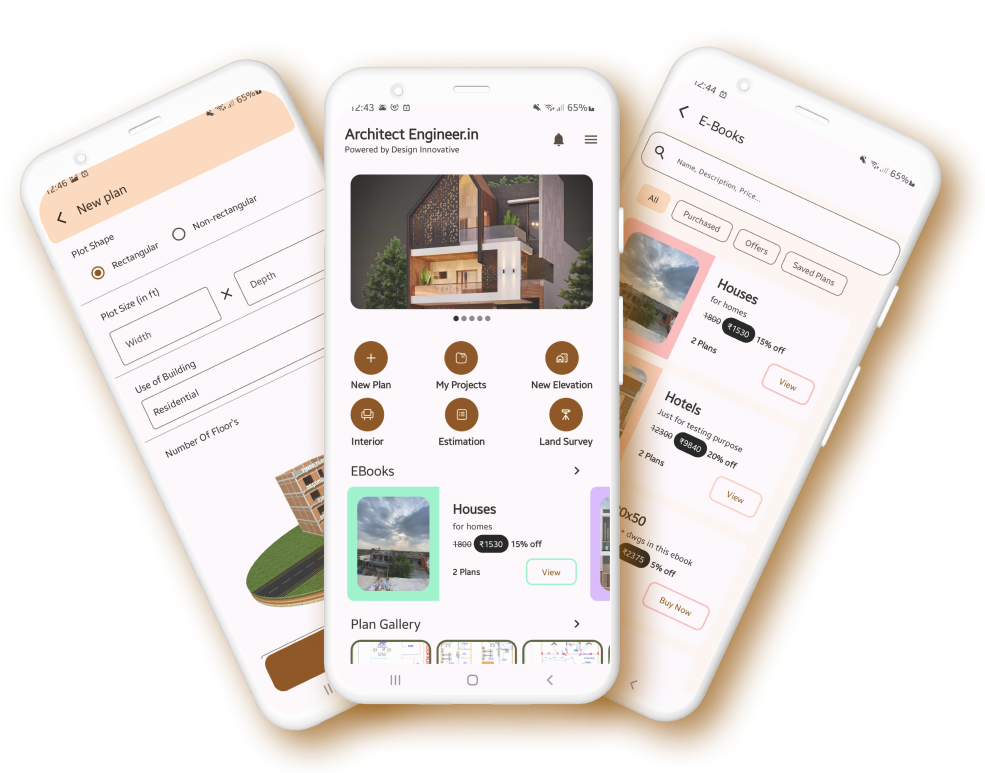 12:46
65%
New plan
Plot Shape
Rectangular
Non-rectangular
Plot Size (in ft)
Width
X
Depth
Use of Building
Residential
Number Of Floor's
12:43
65%
Architect Engineer.in
Powered by Design Innovative
New Plan
My Projects
New Elevation
Interior
Estimation
Land Survey
EBooks
Houses
for homes
1800 ₹1530 15% off
2 Plans
View
Plan Gallery
12:44
65%
E-Books
Name, Description, Price...
All
Purchased
Offers
Saved Plans
Houses
for homes
1800 ₹1530 15% off
2 Plans
View
Hotels
Just for testing purpose
12300 ₹9840 20% off
2 Plans
View
0x50
+ dwgs in this ebook
₹2375 5% off
Buy Now